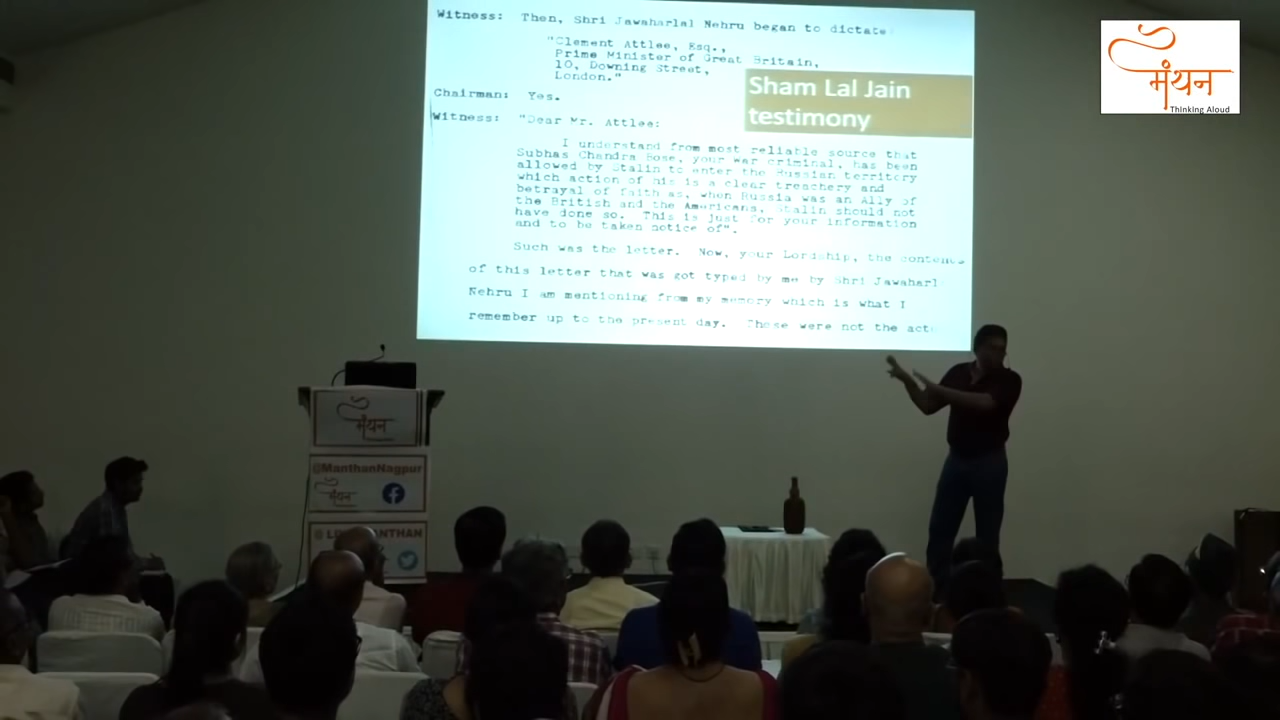 Witness: Then, Shri Jawaharlal Nehru began to dictate
"Clement Attlee, Esq.,
Prime Minister of Great Britain,
10, Downing Street,
London."
Sham Lal Jain
testimony
Chairman: Yes.
Witness: "Dear Mr. Attlee:
I understand from most reliable source that
Subhas Chandra Bose, your war criminal, has been
allowed by Stalin to enter the Russian territory
which action of his is a clear treachery and
betrayal of faith as, when Russia was an Ally of
the British and the Americans, Stalin should not
have done so. This is just for your information
and to be taken notice of".
Such was the letter. Now, your Lordship, the contents
of this letter that was got typed by me by Shri Jawaharl
Nehru I am mentioning from my memory which is what I
remember up to the present day. These were not the act
मंथन
Thinking Aloud
मंथन
@ManthanNagpur
मंथन